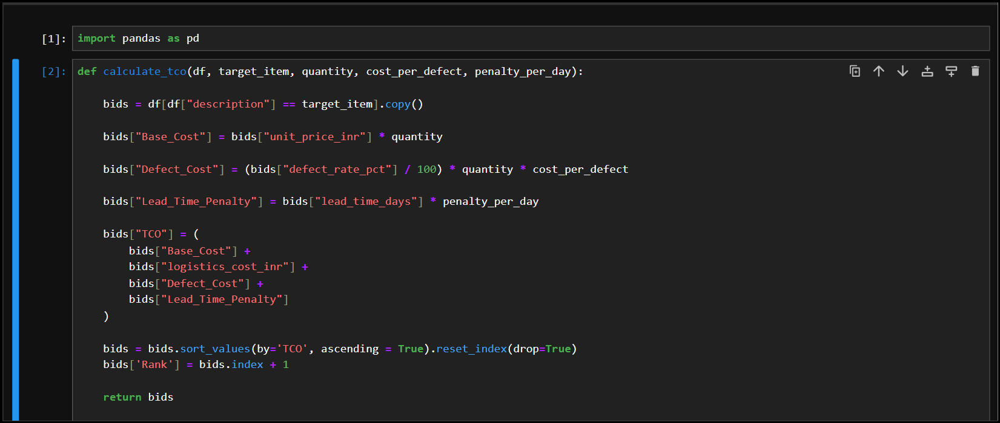 [1]: import pandas as pd
[2]: def calculate_tco(df, target_item, quantity, cost_per_defect, penalty_per_day):
bids = df[df["description"] == target_item].copy()
bids["Base_Cost"] = bids["unit_price_inr"] * quantity
bids["Defect_Cost"] = (bids["defect_rate_pct"] / 100) * quantity * cost_per_defect
bids["Lead_Time_Penalty"] = bids["lead_time_days"] * penalty_per_day
bids["TCO"] = (
bids["Base_Cost"] +
bids["logistics_cost_inr"] +
bids["Defect_Cost"] +
bids["Lead_Time_Penalty"]
)
bids = bids.sort_values(by='TCO', ascending = True).reset_index(drop=True)
bids['Rank'] = bids.index + 1
return bids